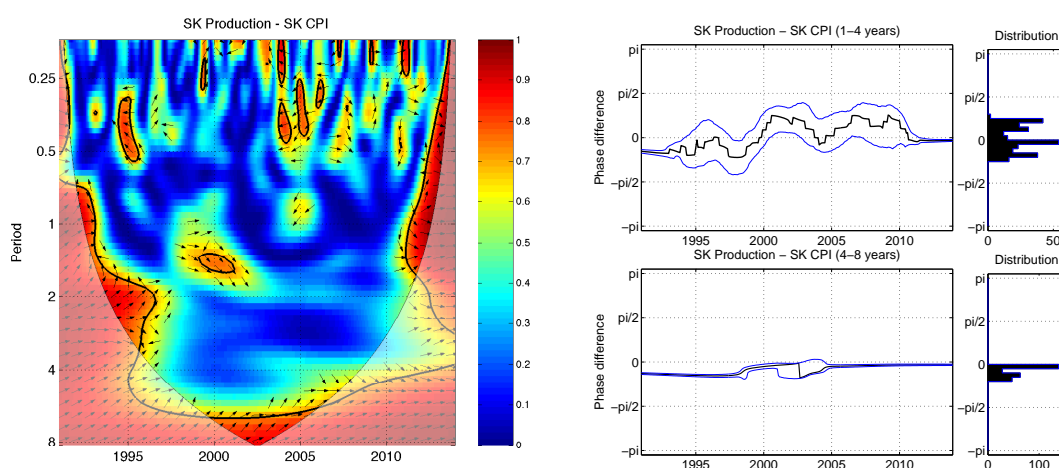 SK Production - SK CPI
Period
0.25
0.5
1
2
4
8
1995
2000
2005
2010
1
0.9
0.8
0.7
0.6
0.5
0.4
0.3
0.2
0.1
0
SK Production – SK CPI (1–4 years)
Phase difference
pi
pi/2
0
−pi/2
−pi
1995
2000
2005
2010
Distribution
pi
pi/2
0
−pi/2
−pi
0
50
SK Production – SK CPI (4–8 years)
Phase difference
pi
pi/2
0
−pi/2
−pi
1995
2000
2005
2010
Distribution
pi
pi/2
0
−pi/2
−pi
0
100